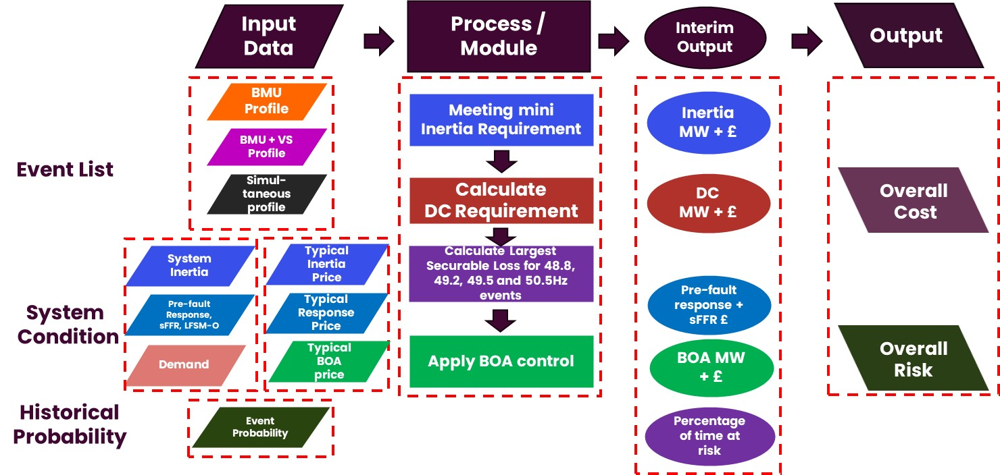 Input
Data
Process /
Module
Interim
Output
Output
Event List
BMU
Profile
BMU + VS
Profile
Simul-
taneous
profile
System
Condition
System
Inertia
Pre-fault
Response,
sFFR, LFSM-O
Demand
Typical
Inertia
Price
Typical
Response
Price
Typical
BOA
price
Historical
Probability
Event
Probability
Meeting mini
Inertia Requirement
Calculate
DC Requirement
Calculate Largest
Securable Loss for 48.8,
49.2, 49.5 and 50.5Hz
events
Apply BOA control
Inertia
MW + £
DC
MW + £
Pre-fault
response +
sFFR £
BOA MW
+ £
Percentage
of time at
risk
Overall
Cost
Overall
Risk